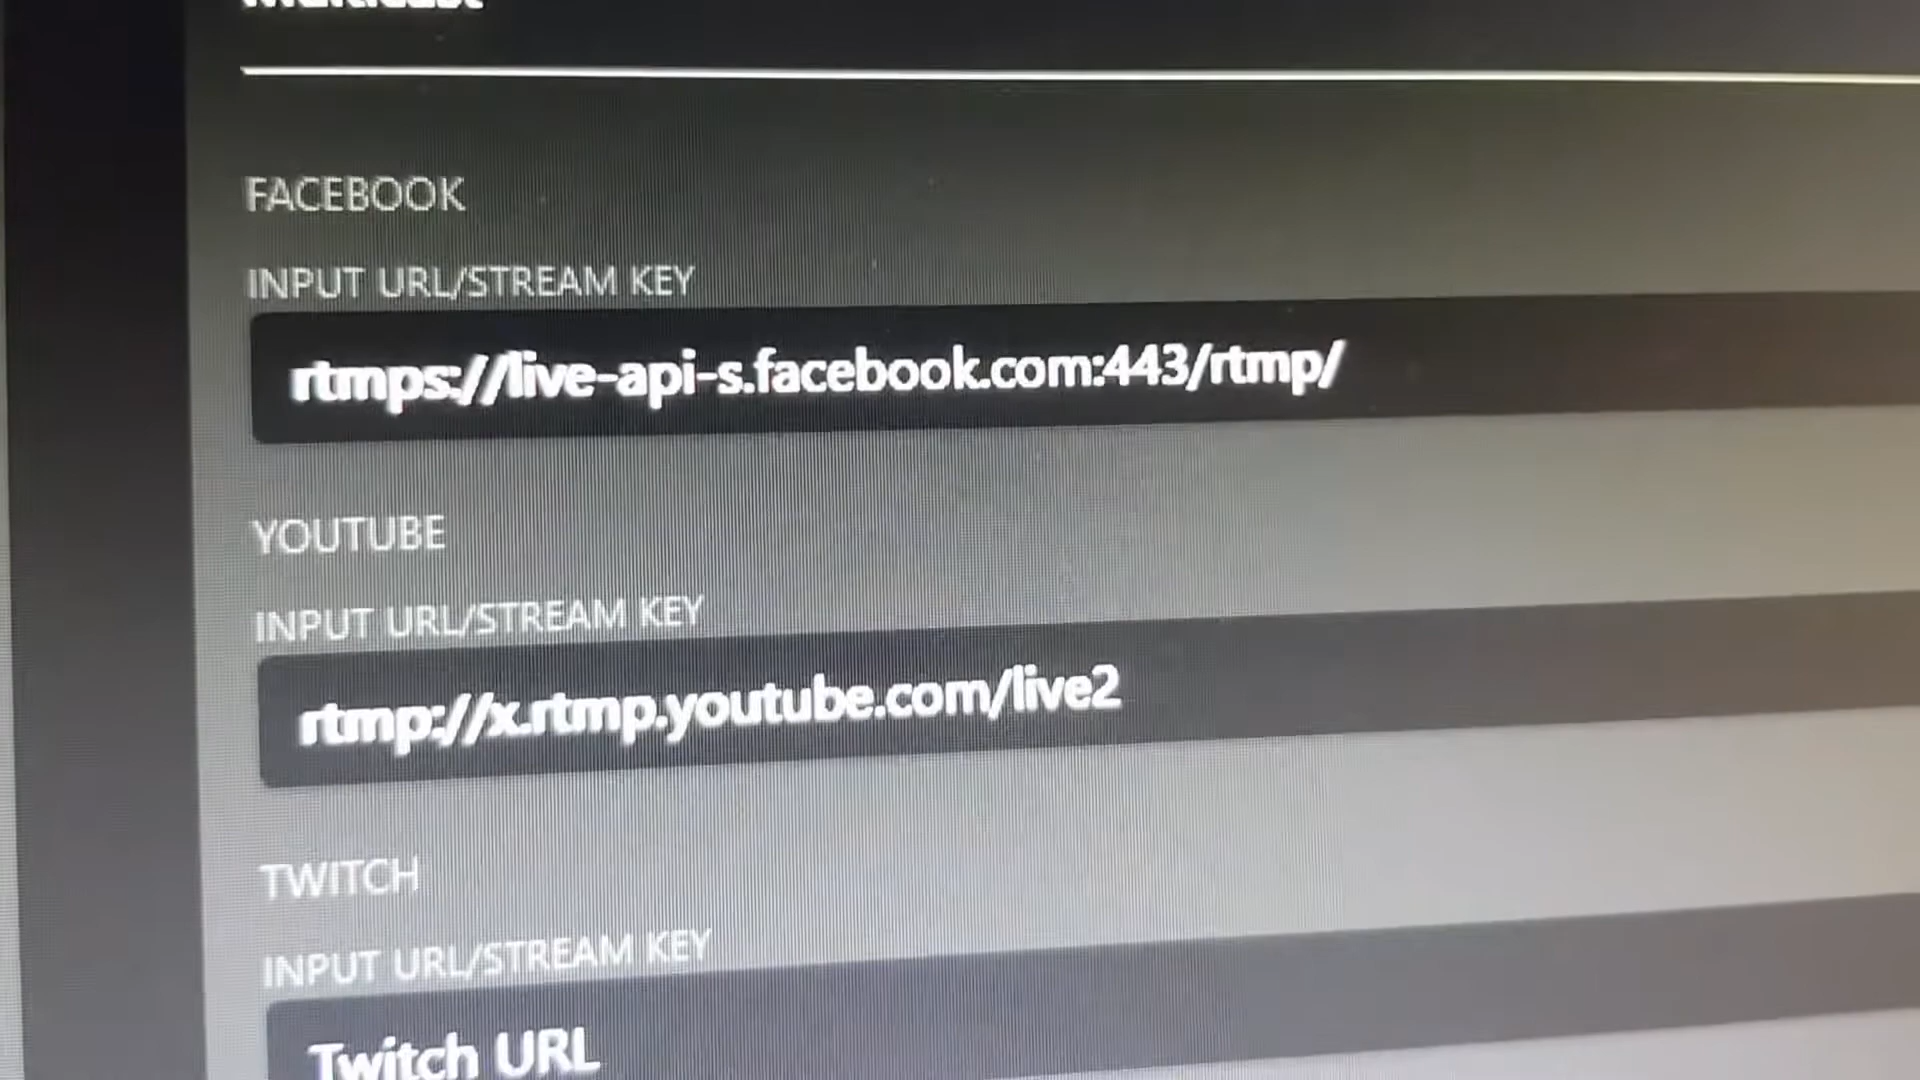 Multicast
FACEBOOK
INPUT URL/STREAM KEY
rtmps://live-api-s.facebook.com:443/rtmp/
YOUTUBE
INPUT URL/STREAM KEY
rtmp://x.rtmp.youtube.com/live2
TWITCH
INPUT URL/STREAM KEY
Twitch URL